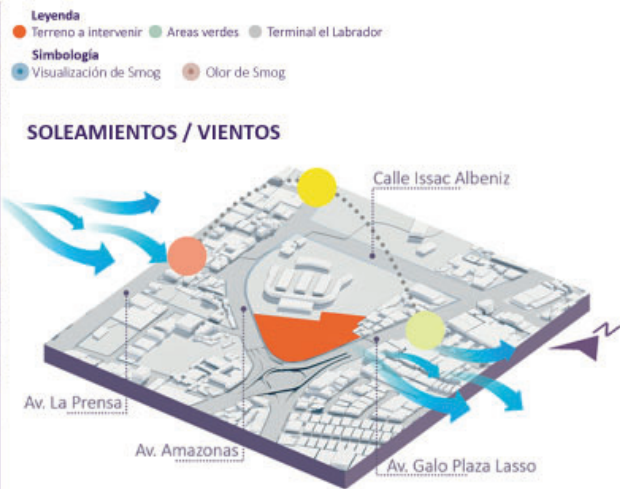 Leyenda
Terreno a intervenir Areas verdes Terminal el Labrador
Simbología
Visualización de Smog Olor de Smog
SOLEAMIENTOS / VIENTOS
Calle Issac Albeniz
N
Av. La Prensa
Av. Amazonas
Av. Galo Plaza Lasso